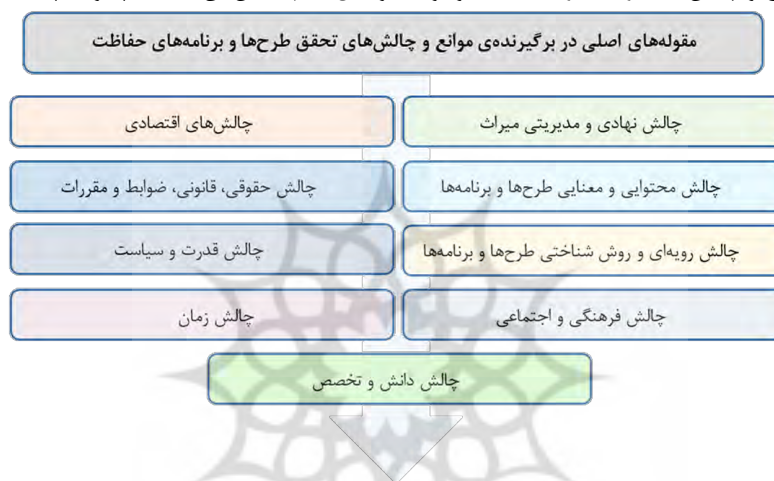 مقوله‌های اصلی در برگیرنده‌ی موانع و چالش‌های تحقق طرح‌ها و برنامه‌های حفاظت
چالش نهادی و مدیریتی میراث
چالش‌های اقتصادی
چالش محتوایی و معنایی طرح‌ها و برنامه‌ها
چالش حقوقی، قانونی، ضوابط و مقررات
چالش رویه‌ای و روش شناختی طرح‌ها و برنامه‌ها
چالش قدرت و سیاست
چالش فرهنگی و اجتماعی
چالش زمان
چالش دانش و تخصص